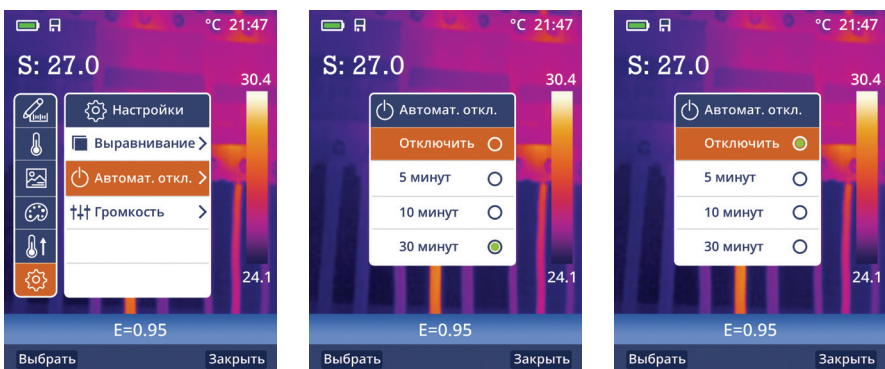 °C 21:47
S: 27.0
30.4
Настройки
Выравнивание
Автомат. откл.
Громкость
24.1
E=0.95
Выбрать Закрыть
°C 21:47
S: 27.0
30.4
Автомат. откл.
Отключить
5 минут
10 минут
30 минут
24.1
E=0.95
Выбрать Закрыть
°C 21:47
S: 27.0
30.4
Автомат. откл.
Отключить
5 минут
10 минут
30 минут
24.1
E=0.95
Выбрать Закрыть